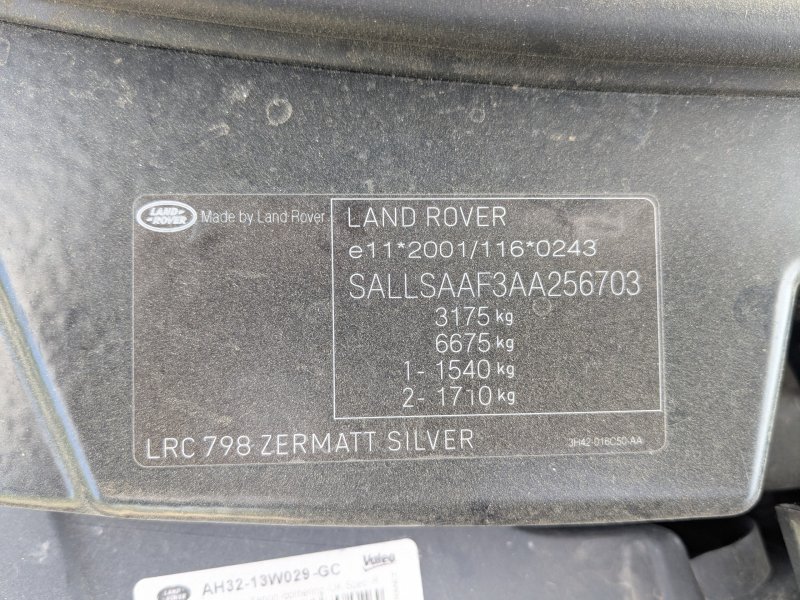 LAND ROVER
Made by Land Rover
LAND ROVER
e11*2001/116*0243
SALLSAAF3AA256703
3175 kg
6675 kg
1- 1540 kg
2- 1710 kg
LRC 798 ZERMATT SILVER
3H42-016C50-AA
AH32-13W029-GC
Valeo